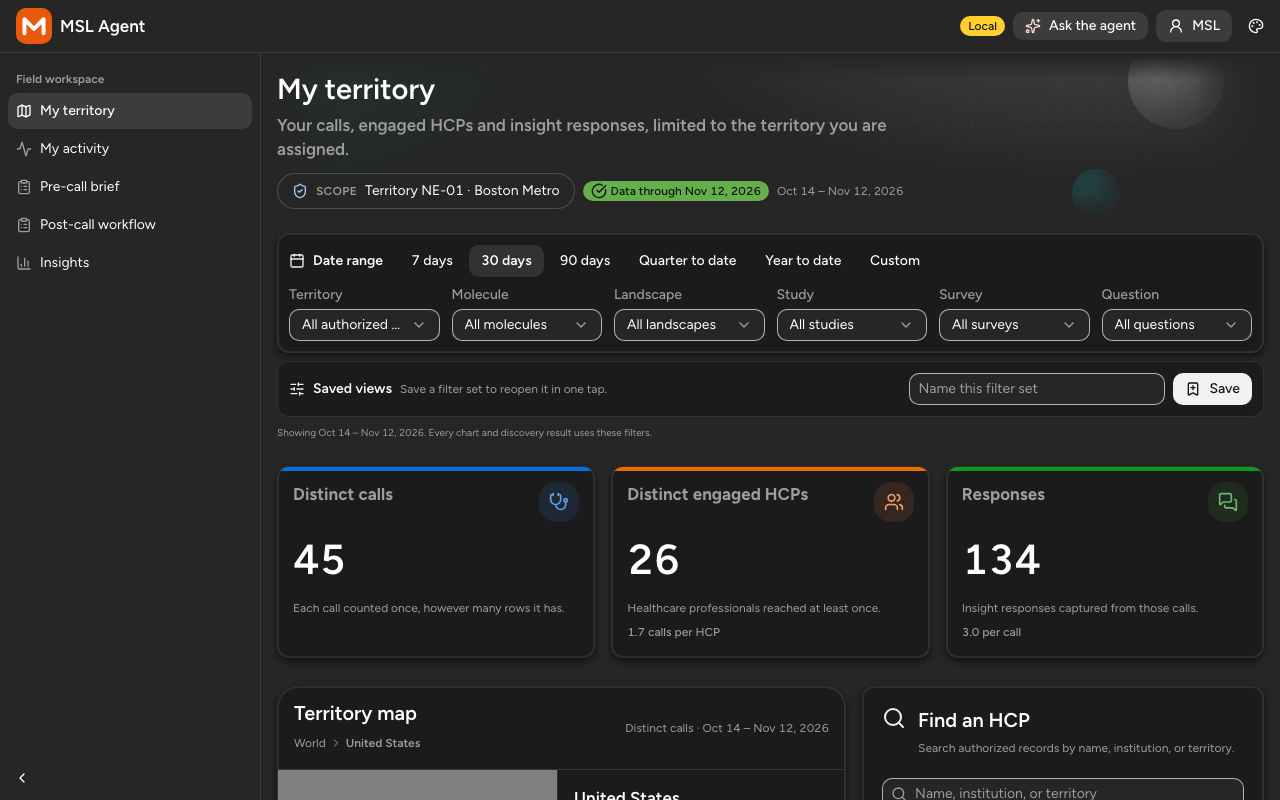 MSL Agent
Local
Ask the agent
MSL
Field workspace
My territory
My activity
Pre-call brief
Post-call workflow
Insights
My territory
Your calls, engaged HCPs and insight responses, limited to the territory you are
assigned.
SCOPE Territory NE-01 · Boston Metro
Data through Nov 12, 2026
Oct 14 – Nov 12, 2026
Date range 7 days 30 days 90 days Quarter to date Year to date Custom
Territory Molecule Landscape Study Survey Question
All authorized ... All molecules All landscapes All studies All surveys All questions
Saved views Save a filter set to reopen it in one tap. Name this filter set Save
Showing Oct 14 – Nov 12, 2026. Every chart and discovery result uses these filters.
Distinct calls
45
Each call counted once, however many rows it has.
Distinct engaged HCPs
26
Healthcare professionals reached at least once.
1.7 calls per HCP
Responses
134
Insight responses captured from those calls.
3.0 per call
Territory map
World > United States
Distinct calls · Oct 14 – Nov 12, 2026
United States
Find an HCP
Search authorized records by name, institution, or territory.
Name, institution, or territory